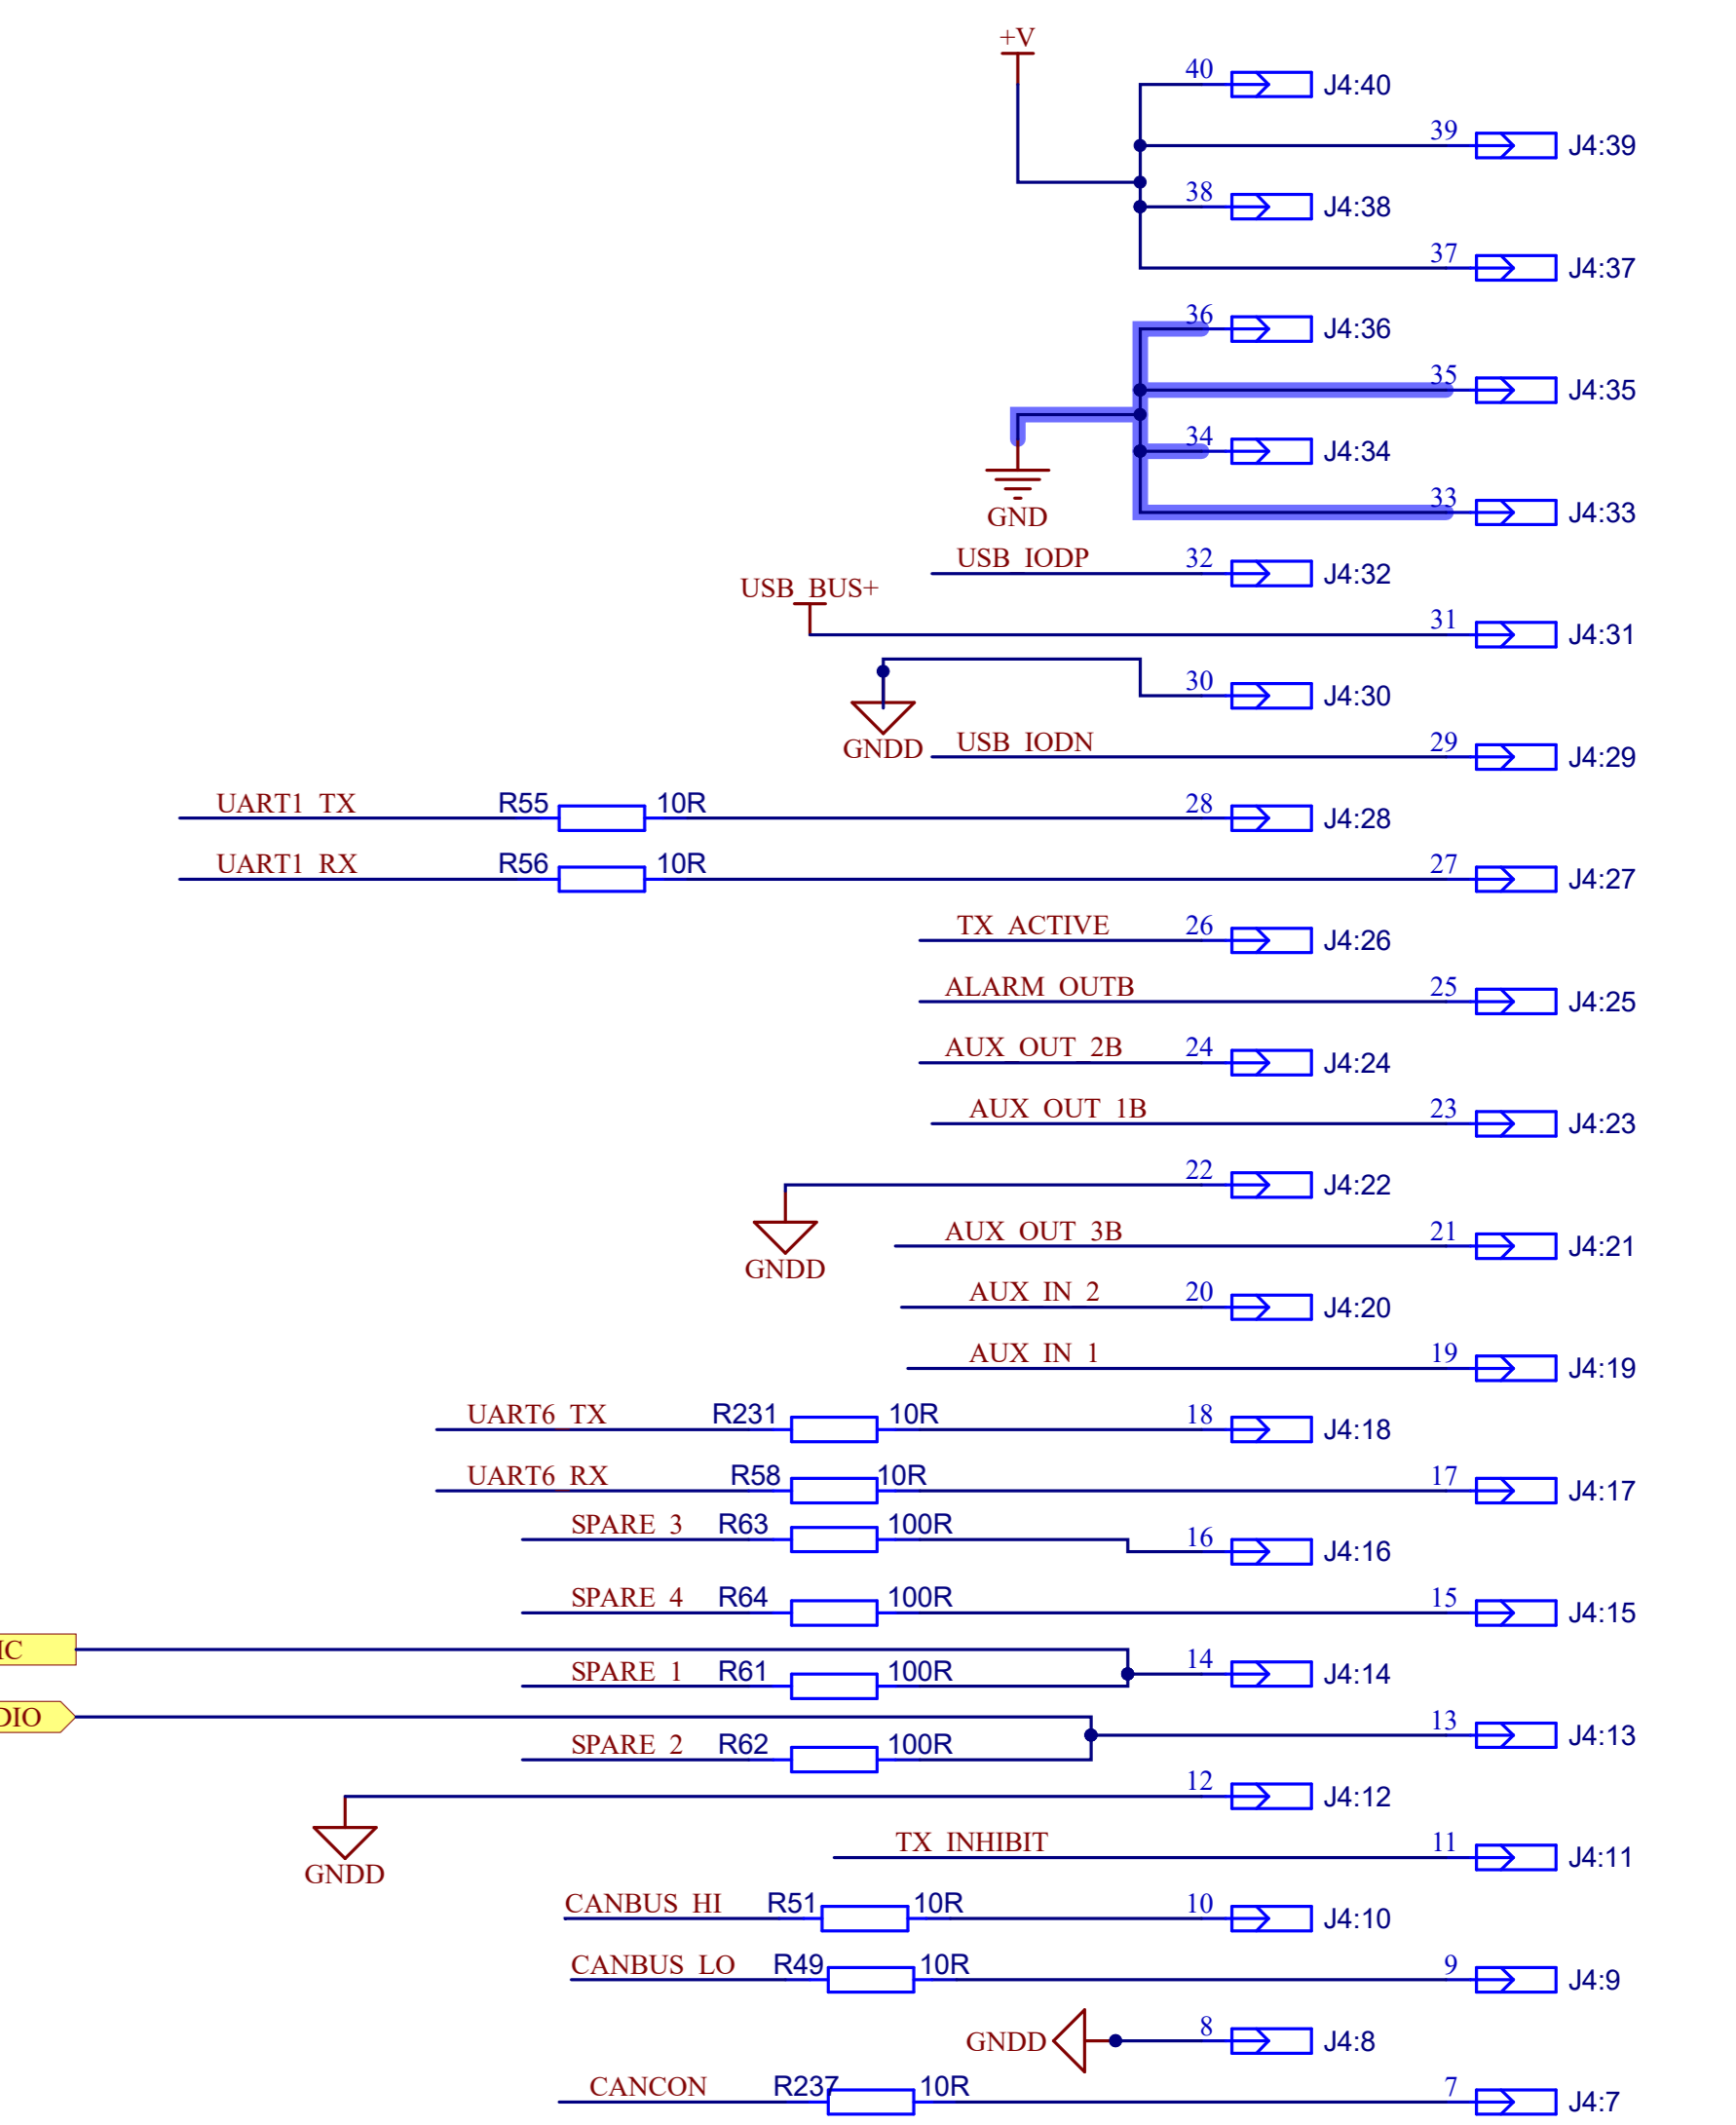 +V
40 J4:40
39 J4:39
38 J4:38
37 J4:37
36 J4:36
35 J4:35
34 J4:34
33 J4:33
GND
USB_IODP 32 J4:32
USB_BUS+
31 J4:31
30 J4:30
GNDD
USB_IODN 29 J4:29
UART1_TX R55 10R 28 J4:28
UART1_RX R56 10R 27 J4:27
TX_ACTIVE 26 J4:26
ALARM_OUTB 25 J4:25
AUX_OUT_2B 24 J4:24
AUX_OUT_1B 23 J4:23
22 J4:22
GNDD
AUX_OUT_3B 21 J4:21
AUX_IN_2 20 J4:20
AUX_IN_1 19 J4:19
UART6_TX R231 10R 18 J4:18
UART6_RX R58 10R 17 J4:17
SPARE_3 R63 100R 16 J4:16
SPARE_4 R64 100R 15 J4:15
IC
SPARE_1 R61 100R 14 J4:14
DIO
13 J4:13
SPARE_2 R62 100R
12 J4:12
GNDD
TX_INHIBIT 11 J4:11
CANBUS_HI R51 10R 10 J4:10
CANBUS_LO R49 10R 9 J4:9
GNDD 8 J4:8
CANCON R237 10R 7 J4:7